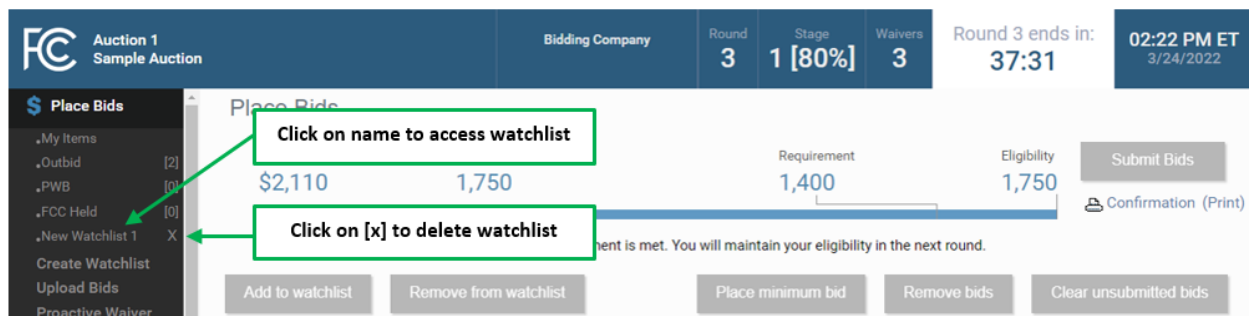 FCC
Auction 1
Sample Auction
Bidding Company
Round
3
Stage
1 [80%]
Waivers
3
Round 3 ends in:
37:31
02:22 PM ET
3/24/2022
$ Place Bids
My Items
Outbid [2]
PWB [0]
FCC Held [0]
New Watchlist 1 X
Create Watchlist
Upload Bids
Proactive Waiver
Place Bids
Click on name to access watchlist
$2,110
1,750
Requirement
1,400
Eligibility
1,750
Submit Bids
Confirmation (Print)
Click on [x] to delete watchlist
is met. You will maintain your eligibility in the next round.
Add to watchlist
Remove from watchlist
Place minimum bid
Remove bids
Clear unsubmitted bids